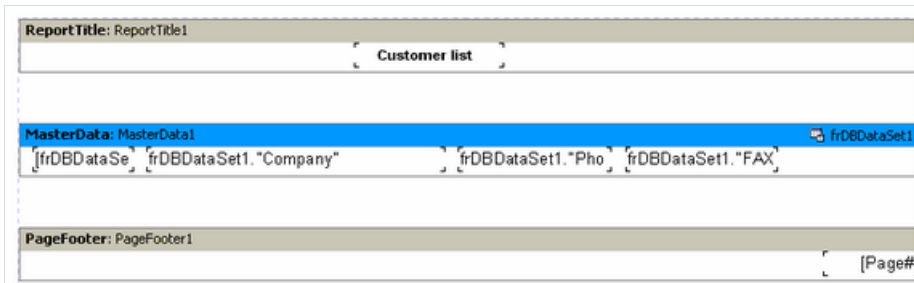 ReportTitle: ReportTitle1
Customer list
MasterData: MasterData1 frDBDataSet1
[frDBDataSe frDBDataSet1."Company" frDBDataSet1."Pho frDBDataSet1."FAX
PageFooter: PageFooter1
[Page#